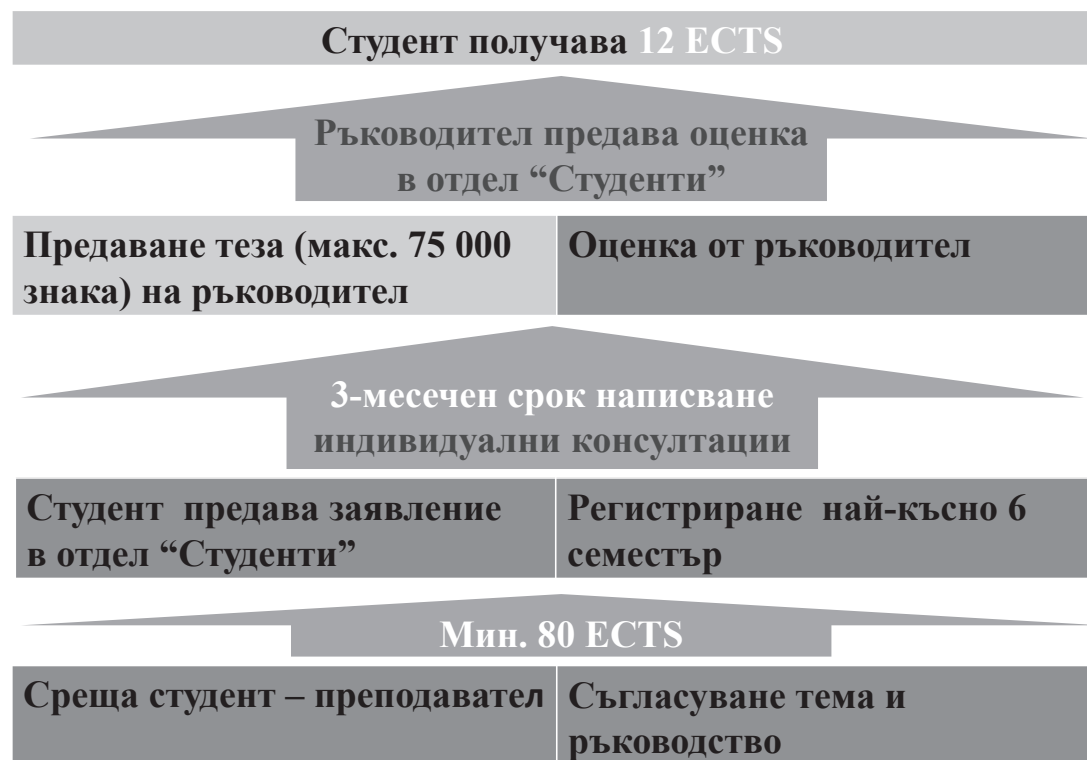 Студент получава 12 ECTS
Ръководител предава оценка
в отдел “Студенти”
Предаване теза (макс. 75 000
знака) на ръководител
Оценка от ръководител
3-месечен срок написване
индивидуални консултации
Студент предава заявление
в отдел “Студенти”
Регистриране най-късно 6
семестър
Мин. 80 ECTS
Среща студент – преподавател
Съгласуване тема и
ръководство